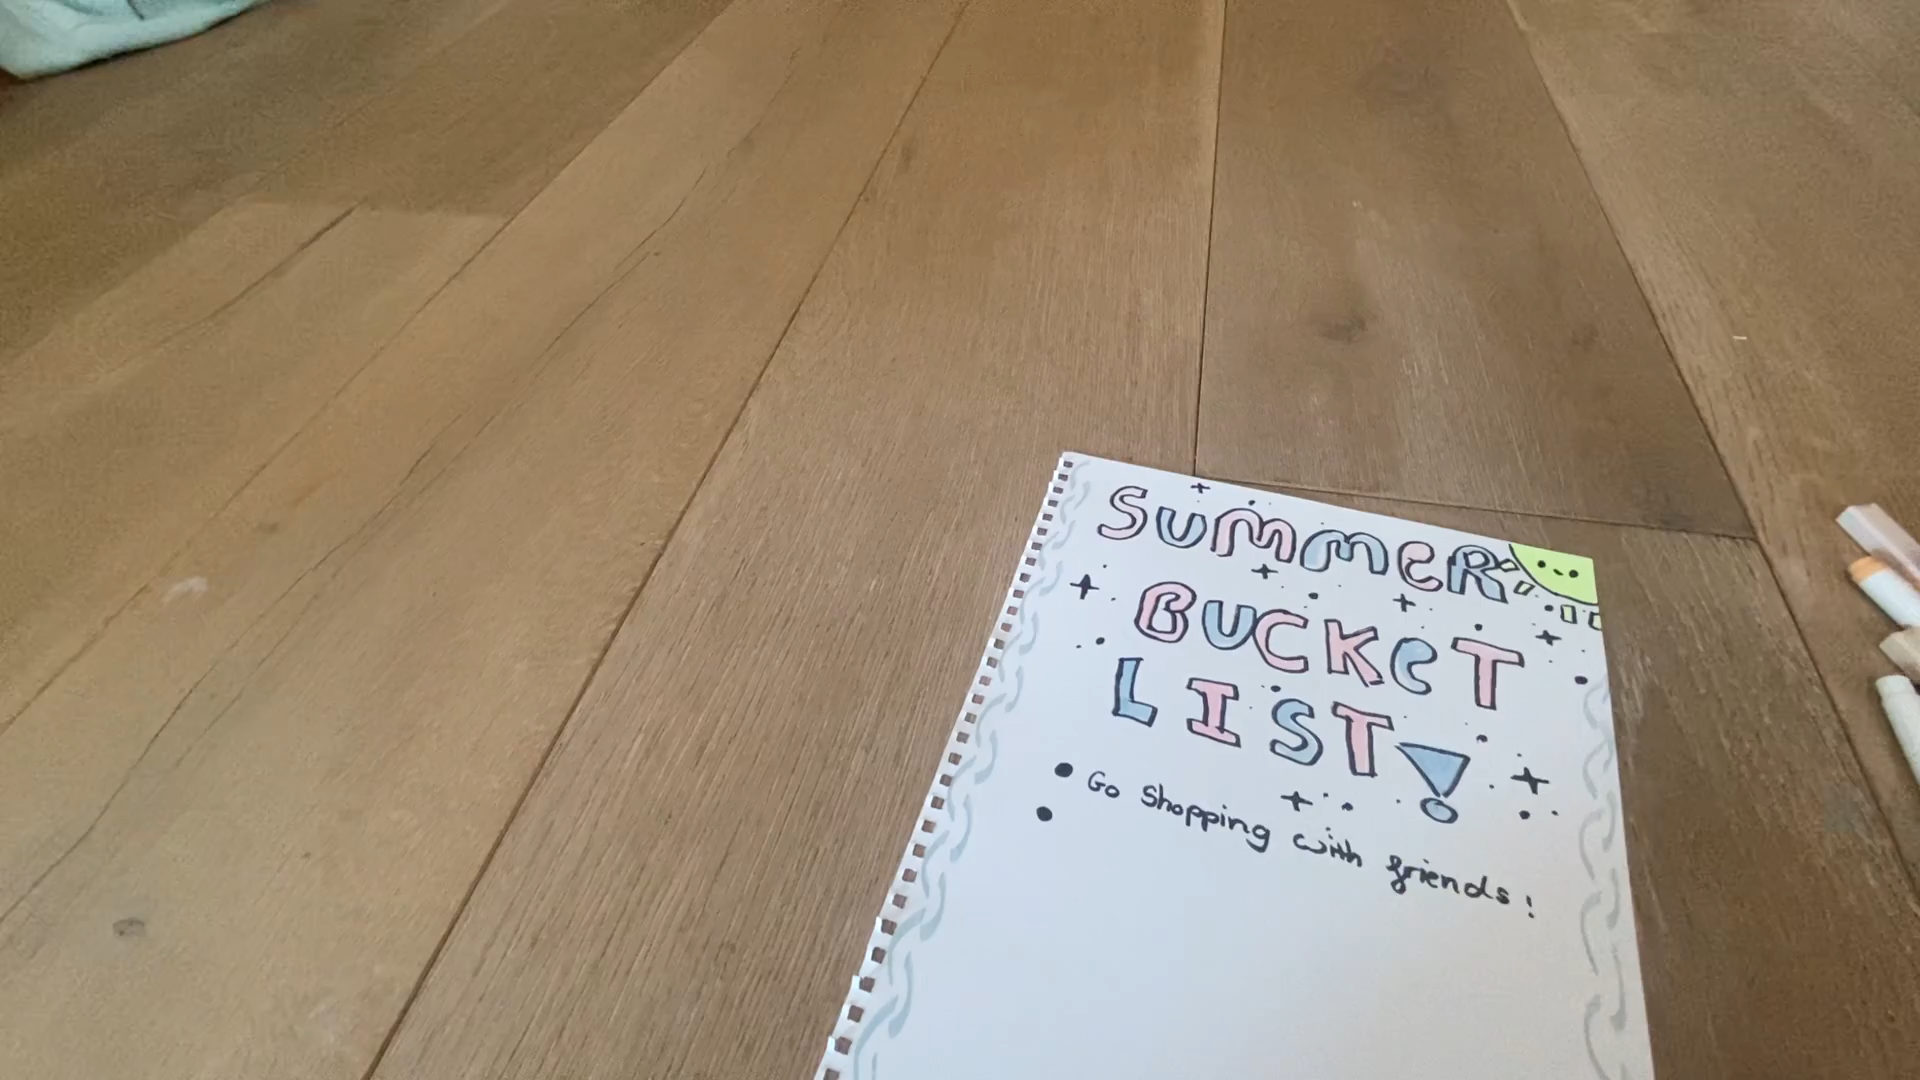 SUMMER
BUCKET
LIST!
• Go Shopping with friends!
•